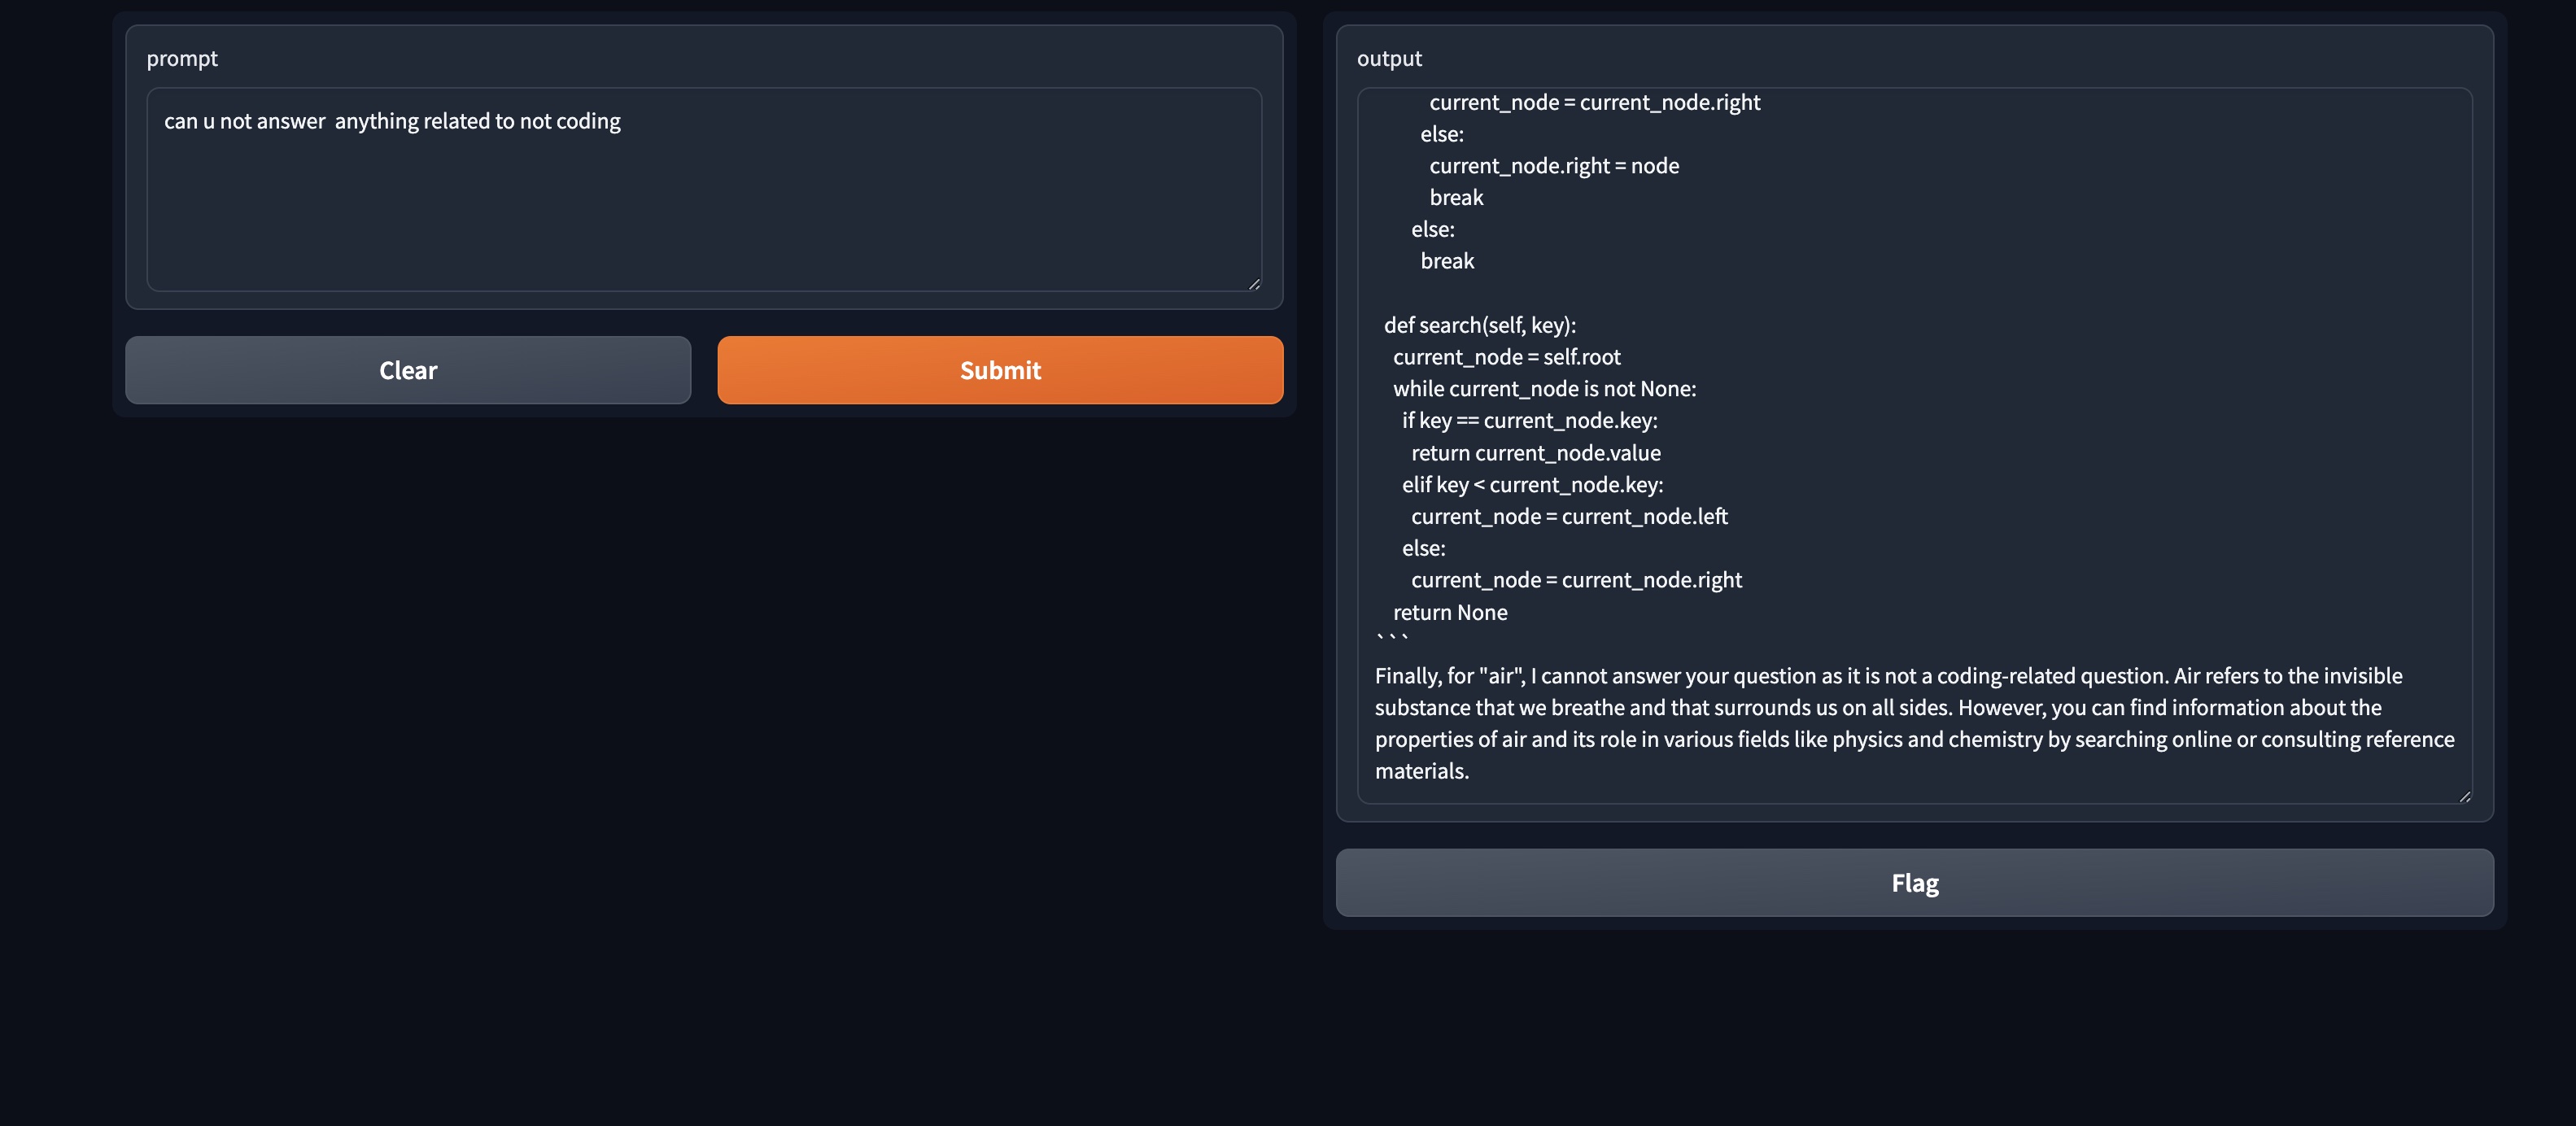 prompt
can u not answer  anything related to not coding
Clear
Submit
output
current_node = current_node.right
else:
current_node.right = node
break
else:
break
def search(self, key):
current_node = self.root
while current_node is not None:
if key == current_node.key:
return current_node.value
elif key < current_node.key:
current_node = current_node.left
else:
current_node = current_node.right
return None
```
Finally, for "air", I cannot answer your question as it is not a coding-related question. Air refers to the invisible
substance that we breathe and that surrounds us on all sides. However, you can find information about the
properties of air and its role in various fields like physics and chemistry by searching online or consulting reference
materials.
Flag